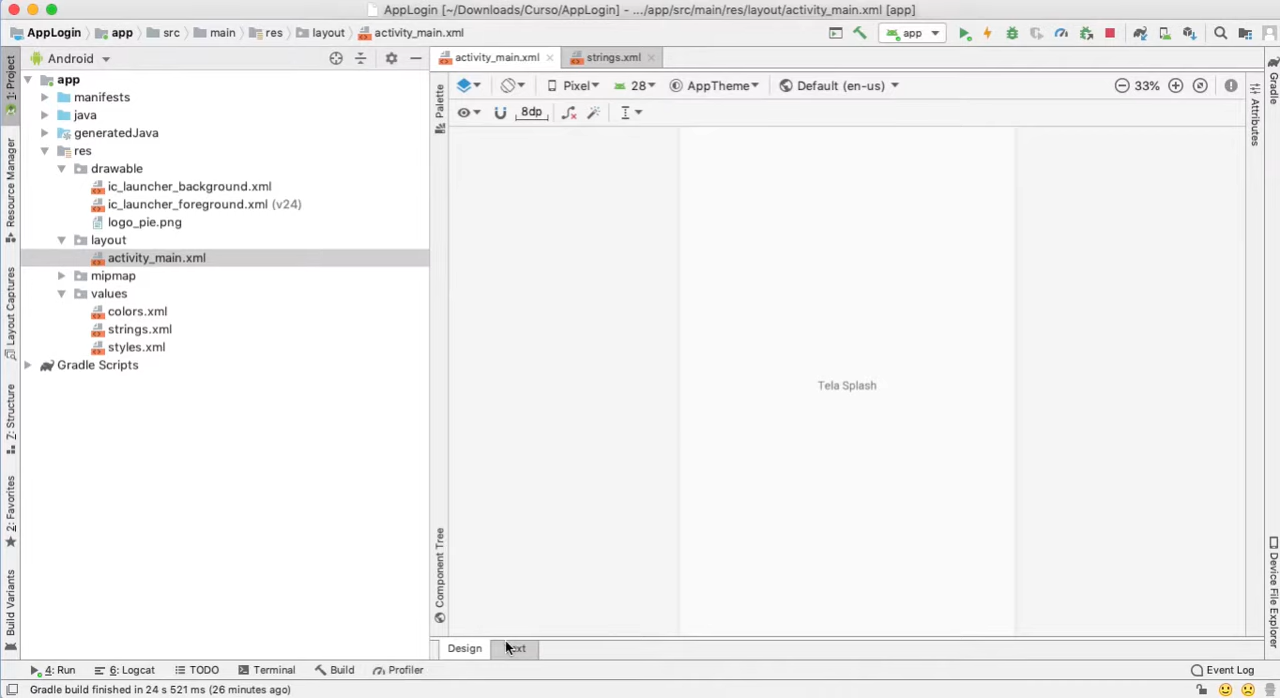 AppLogin [~/Downloads/Curso/AppLogin] - .../app/src/main/res/layout/activity_main.xml [app]
AppLogin app src main res layout activity_main.xml app
1: Project
Resource Manager
Layout Captures
7: Structure
2: Favorites
Build Variants
Android
app
manifests
java
generatedJava
res
drawable
ic_launcher_background.xml
ic_launcher_foreground.xml (v24)
logo_pie.png
layout
activity_main.xml
mipmap
values
colors.xml
strings.xml
styles.xml
Gradle Scripts
activity_main.xml strings.xml
Palette
Component Tree
Pixel 28 AppTheme Default (en-us) 33%
8dp
Tela Splash
Attributes
Gradle
Device File Explorer
Design
4: Run 6: Logcat TODO Terminal Build Profiler Event Log
Gradle build finished in 24 s 521 ms (26 minutes ago)